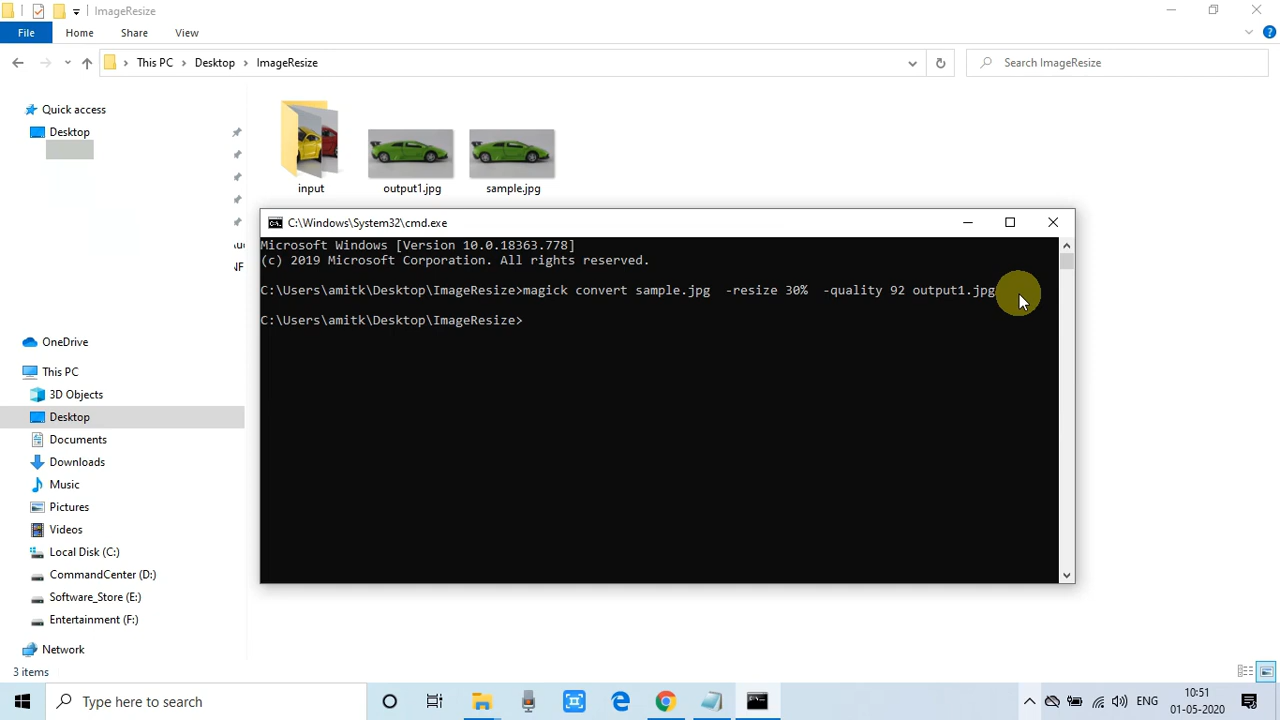 ImageResize
File
Home
Share
View
This PC
Desktop
ImageResize
Search ImageResize
Quick access
Desktop
OneDrive
This PC
3D Objects
Desktop
Documents
Downloads
Music
Pictures
Videos
Local Disk (C:)
CommandCenter (D:)
Software_Store (E:)
Entertainment (F:)
Network
input
output1.jpg
sample.jpg
C:\Windows\System32\cmd.exe
Microsoft Windows [Version 10.0.18363.778]
(c) 2019 Microsoft Corporation. All rights reserved.
C:\Users\amitk\Desktop\ImageResize>magick convert sample.jpg  -resize 30%  -quality 92 output1.jpg
C:\Users\amitk\Desktop\ImageResize>
3 items
Type here to search
ENG
10:51
01-05-2020